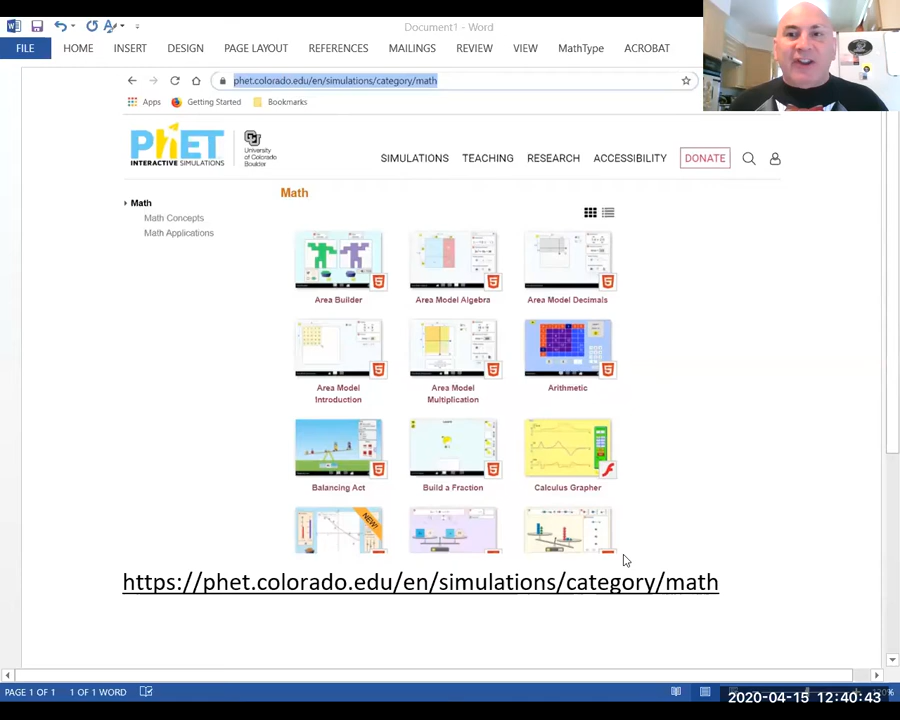 Document1 - Word
FILE HOME INSERT DESIGN PAGE LAYOUT REFERENCES MAILINGS REVIEW VIEW MathType ACROBAT
phet.colorado.edu/en/simulations/category/math
Apps Getting Started Bookmarks
PhET
INTERACTIVE SIMULATIONS
University of Colorado Boulder
SIMULATIONS TEACHING RESEARCH ACCESSIBILITY DONATE
Math
Math Concepts
Math Applications
Math
Area Builder Area Model Algebra Area Model Decimals
Area Model Introduction Area Model Multiplication Arithmetic
Balancing Act Build a Fraction Calculus Grapher
NEW!
https://phet.colorado.edu/en/simulations/category/math
PAGE 1 OF 1 1 OF 1 WORD
2020-04-15 12:40:43